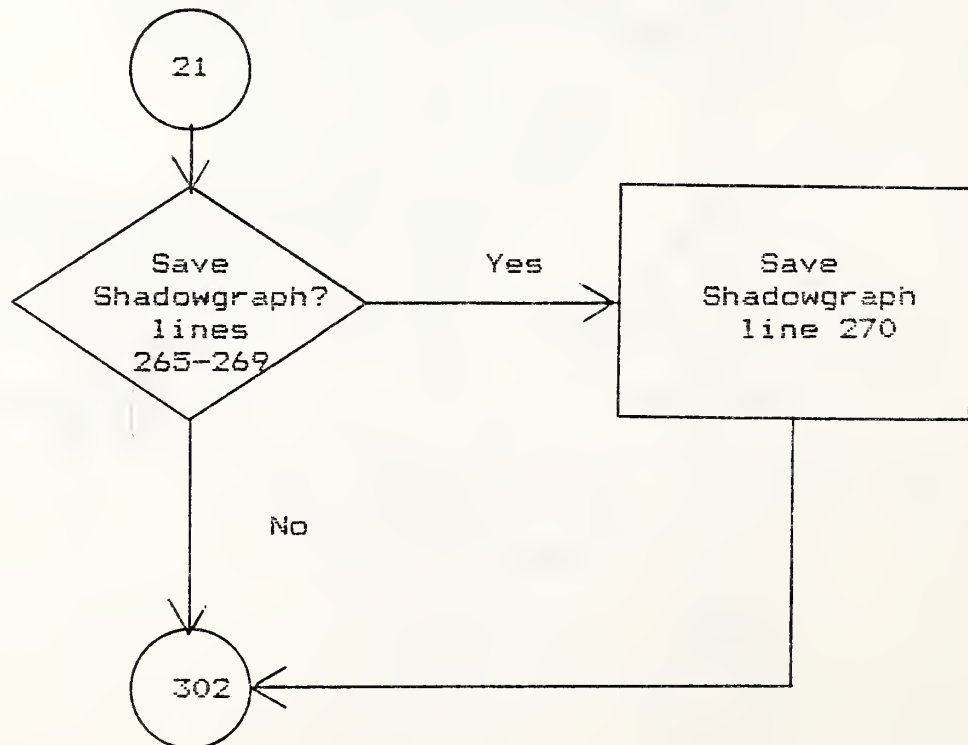 21
Save
Shadowgraph?
lines
265-269
Yes
Save
Shadowgraph
line 270
No
302